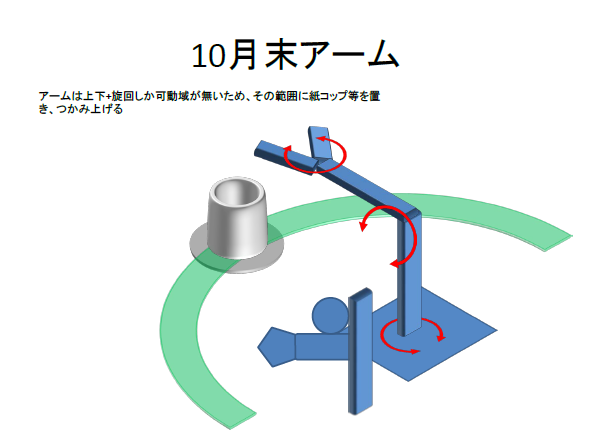 10月末アーム
アームは上下+旋回しか可動域が無いため、その範囲に紙コップ等を置
き、つかみ上げる